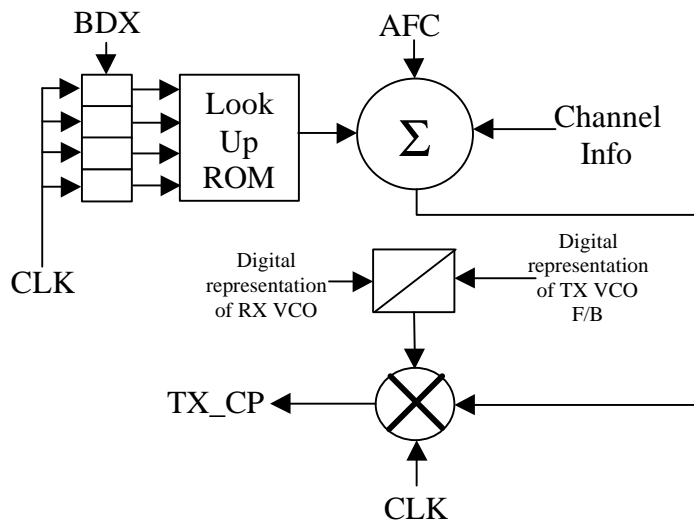 BDX
AFC
Look
Up
ROM
Σ
Channel
Info
CLK
Digital
representation
of RX VCO
Digital
representation
of TX VCO
F/B
TX_CP
CLK